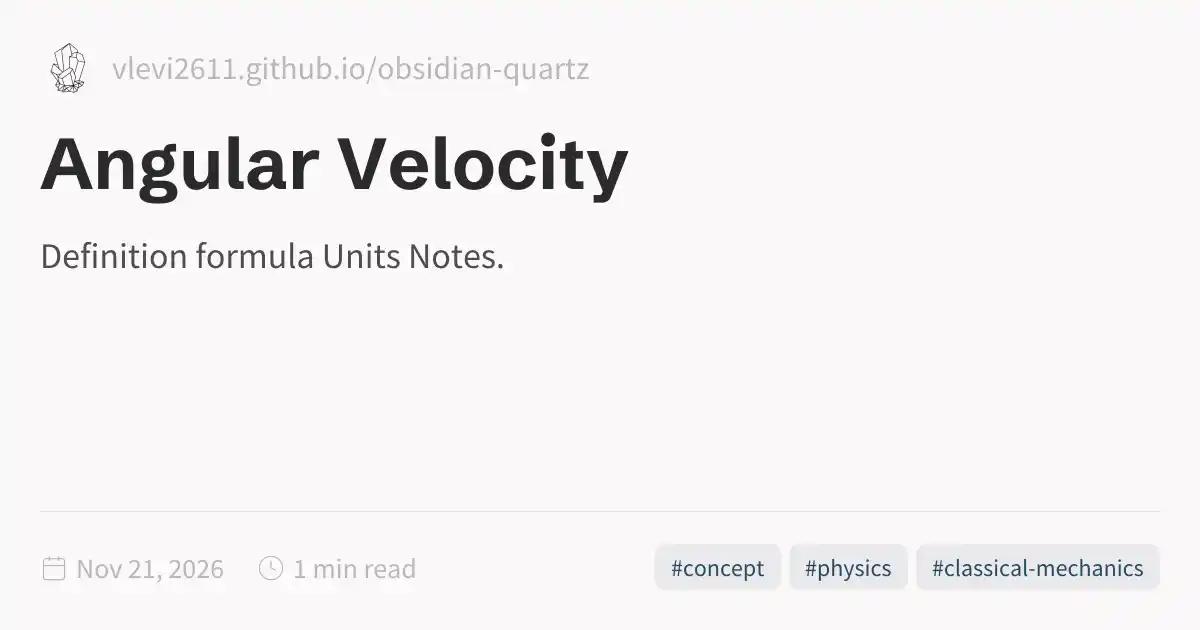 vlevi2611.github.io/obsidian-quartz
Angular Velocity
Definition formula Units Notes.
Nov 21, 2026
1 min read
#concept
#physics
#classical-mechanics